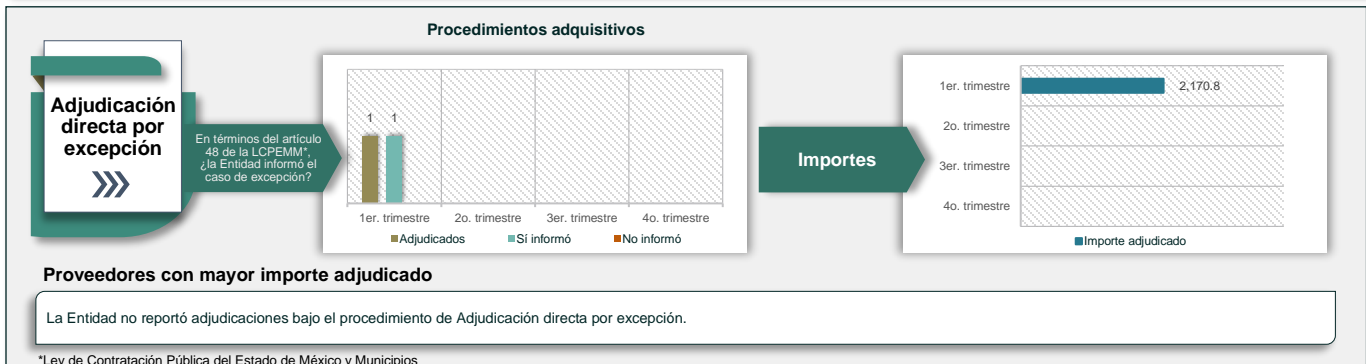 Procedimientos adquisitivos
Adjudicación
directa por
excepción
En términos del artículo
48 de la LCPEMM*,
¿la Entidad informó el
caso de excepción?
1 1
1er. trimestre 2o. trimestre 3er. trimestre 4o. trimestre
Adjudicados Sí informó No informó
Importes
1er. trimestre 2,170.8
2o. trimestre
3er. trimestre
4o. trimestre
Importe adjudicado
Proveedores con mayor importe adjudicado
La Entidad no reportó adjudicaciones bajo el procedimiento de Adjudicación directa por excepción.
*Ley de Contratación Pública del Estado de México y Municipios